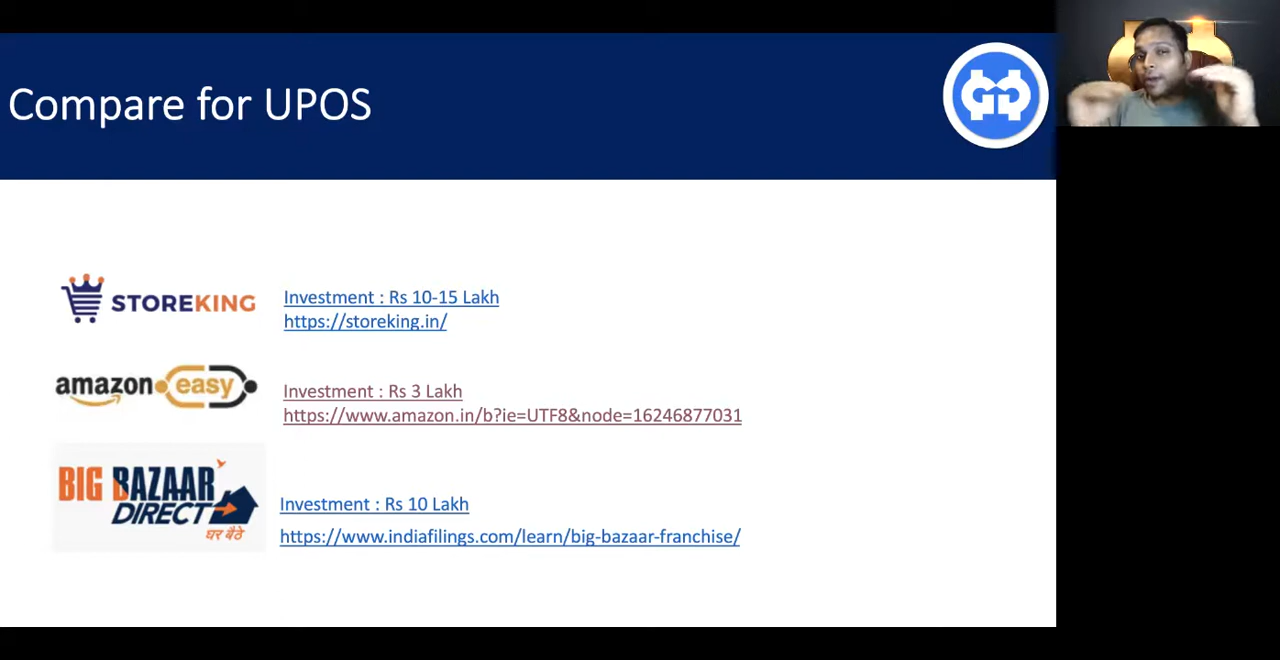 Compare for UPOS
GG
STOREKING
Investment : Rs 10-15 Lakh
https://storeking.in/
amazon easy
Investment : Rs 3 Lakh
https://www.amazon.in/b?ie=UTF8&node=16246877031
BIG BAZAAR
DIRECT
घर बैठे
Investment : Rs 10 Lakh
https://www.indiafilings.com/learn/big-bazaar-franchise/